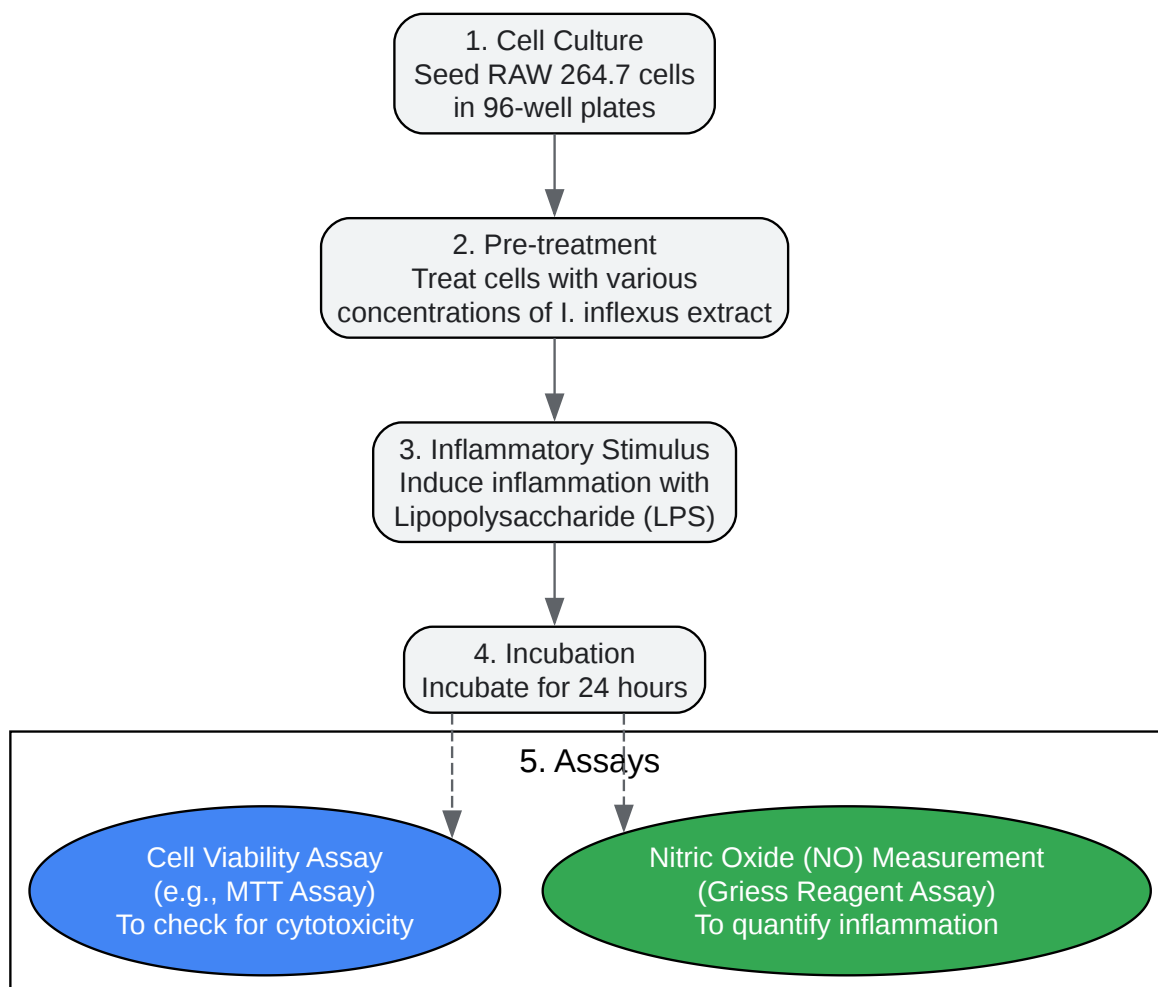 1. Cell Culture
Seed RAW 264.7 cells
in 96-well plates
2. Pre-treatment
Treat cells with various
concentrations of I. inflexus extract
3. Inflammatory Stimulus
Induce inflammation with
Lipopolysaccharide (LPS)
4. Incubation
Incubate for 24 hours
5. Assays
Cell Viability Assay
(e.g., MTT Assay)
To check for cytotoxicity
Nitric Oxide (NO) Measurement
(Griess Reagent Assay)
To quantify inflammation